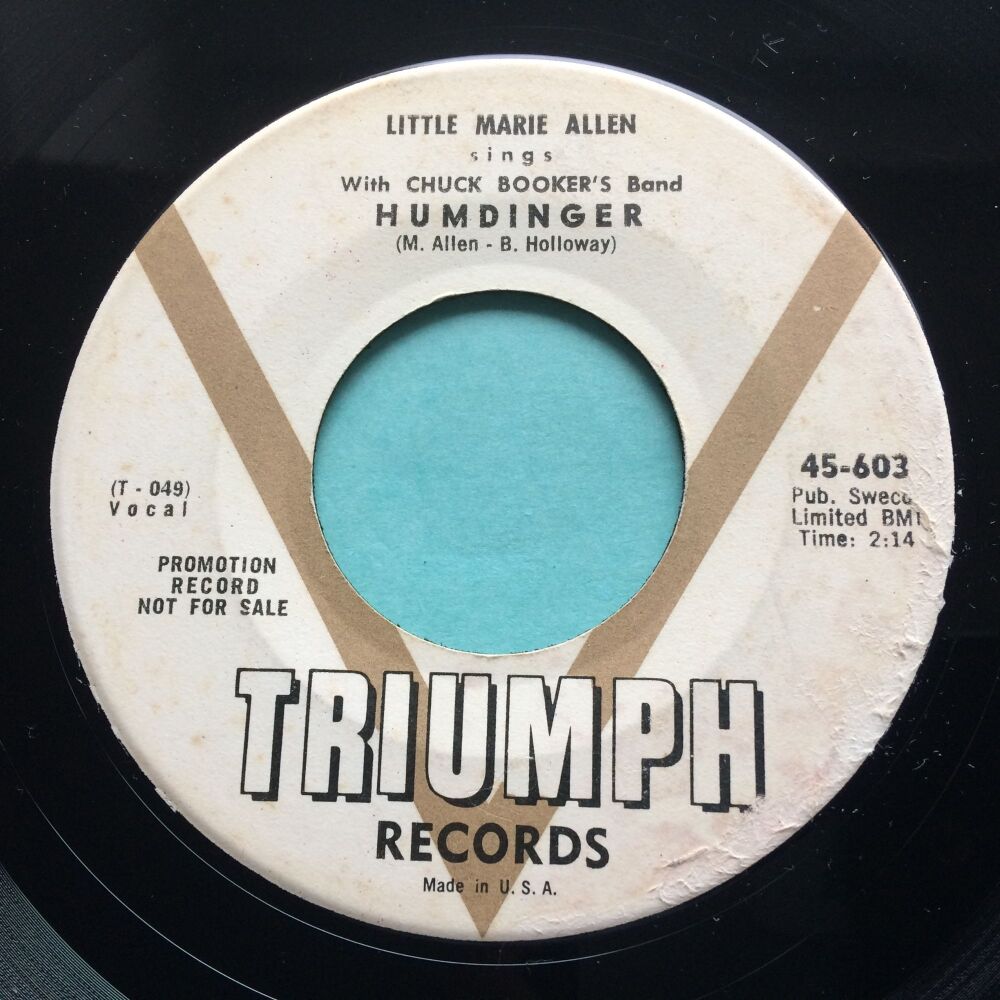 LITTLE MARIE ALLEN
sings
With CHUCK BOOKER'S Band
HUMDINGER
(M. Allen - B. Holloway)
(T - 049)
Vocal
PROMOTION
RECORD
NOT FOR SALE
45-603
Pub. Sweco
Limited BMI
Time: 2:14
TRIUMPH
RECORDS
Made in U. S. A.